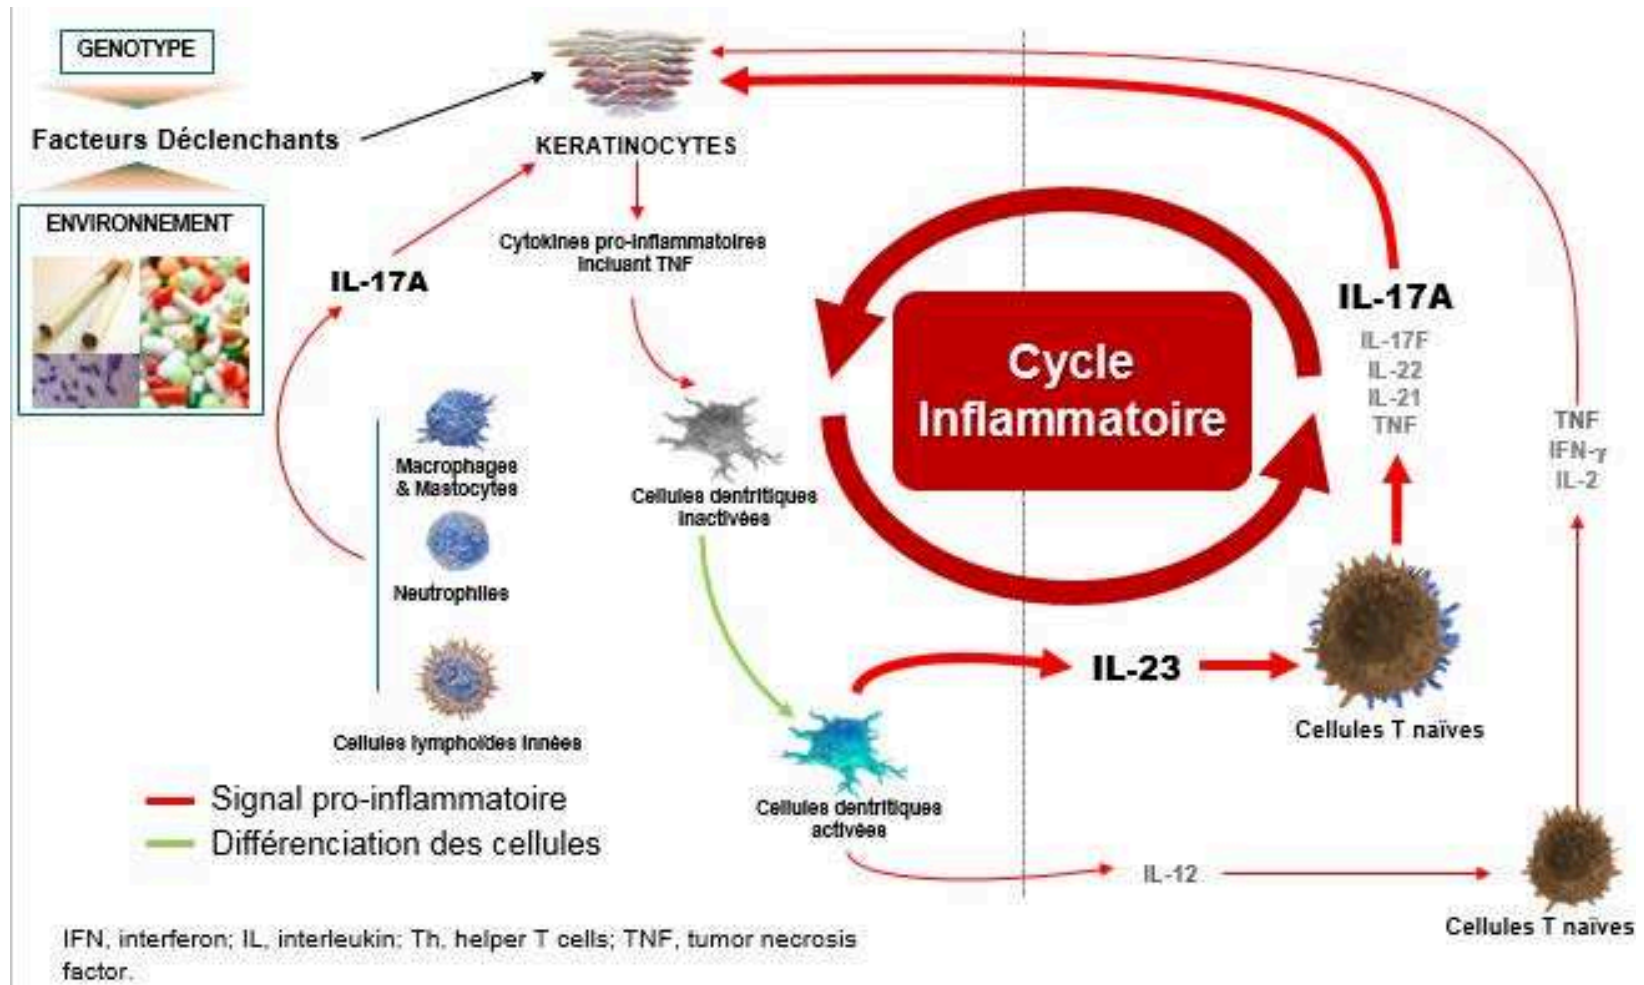 GENOTYPE
Facteurs Déclenchants
ENVIRONNEMENT
KERATINOCYTES
Cytokines pro-inflammatoires
incluant TNF
IL-17A
Macrophages
& Mastocytes
Neutrophiles
Cellules lymphoïdes innées
Cellules dentritiques
inactivées
Cellules dentritiques
activées
Cycle
Inflammatoire
IL-23
IL-12
IL-17A
IL-17F
IL-22
IL-21
TNF
Cellules T naïves
TNF
IFN-γ
IL-2
Cellules T naïves
Signal pro-inflammatoire
Différenciation des cellules
IFN, interferon; IL, interleukin; Th, helper T cells; TNF, tumor necrosis
factor.